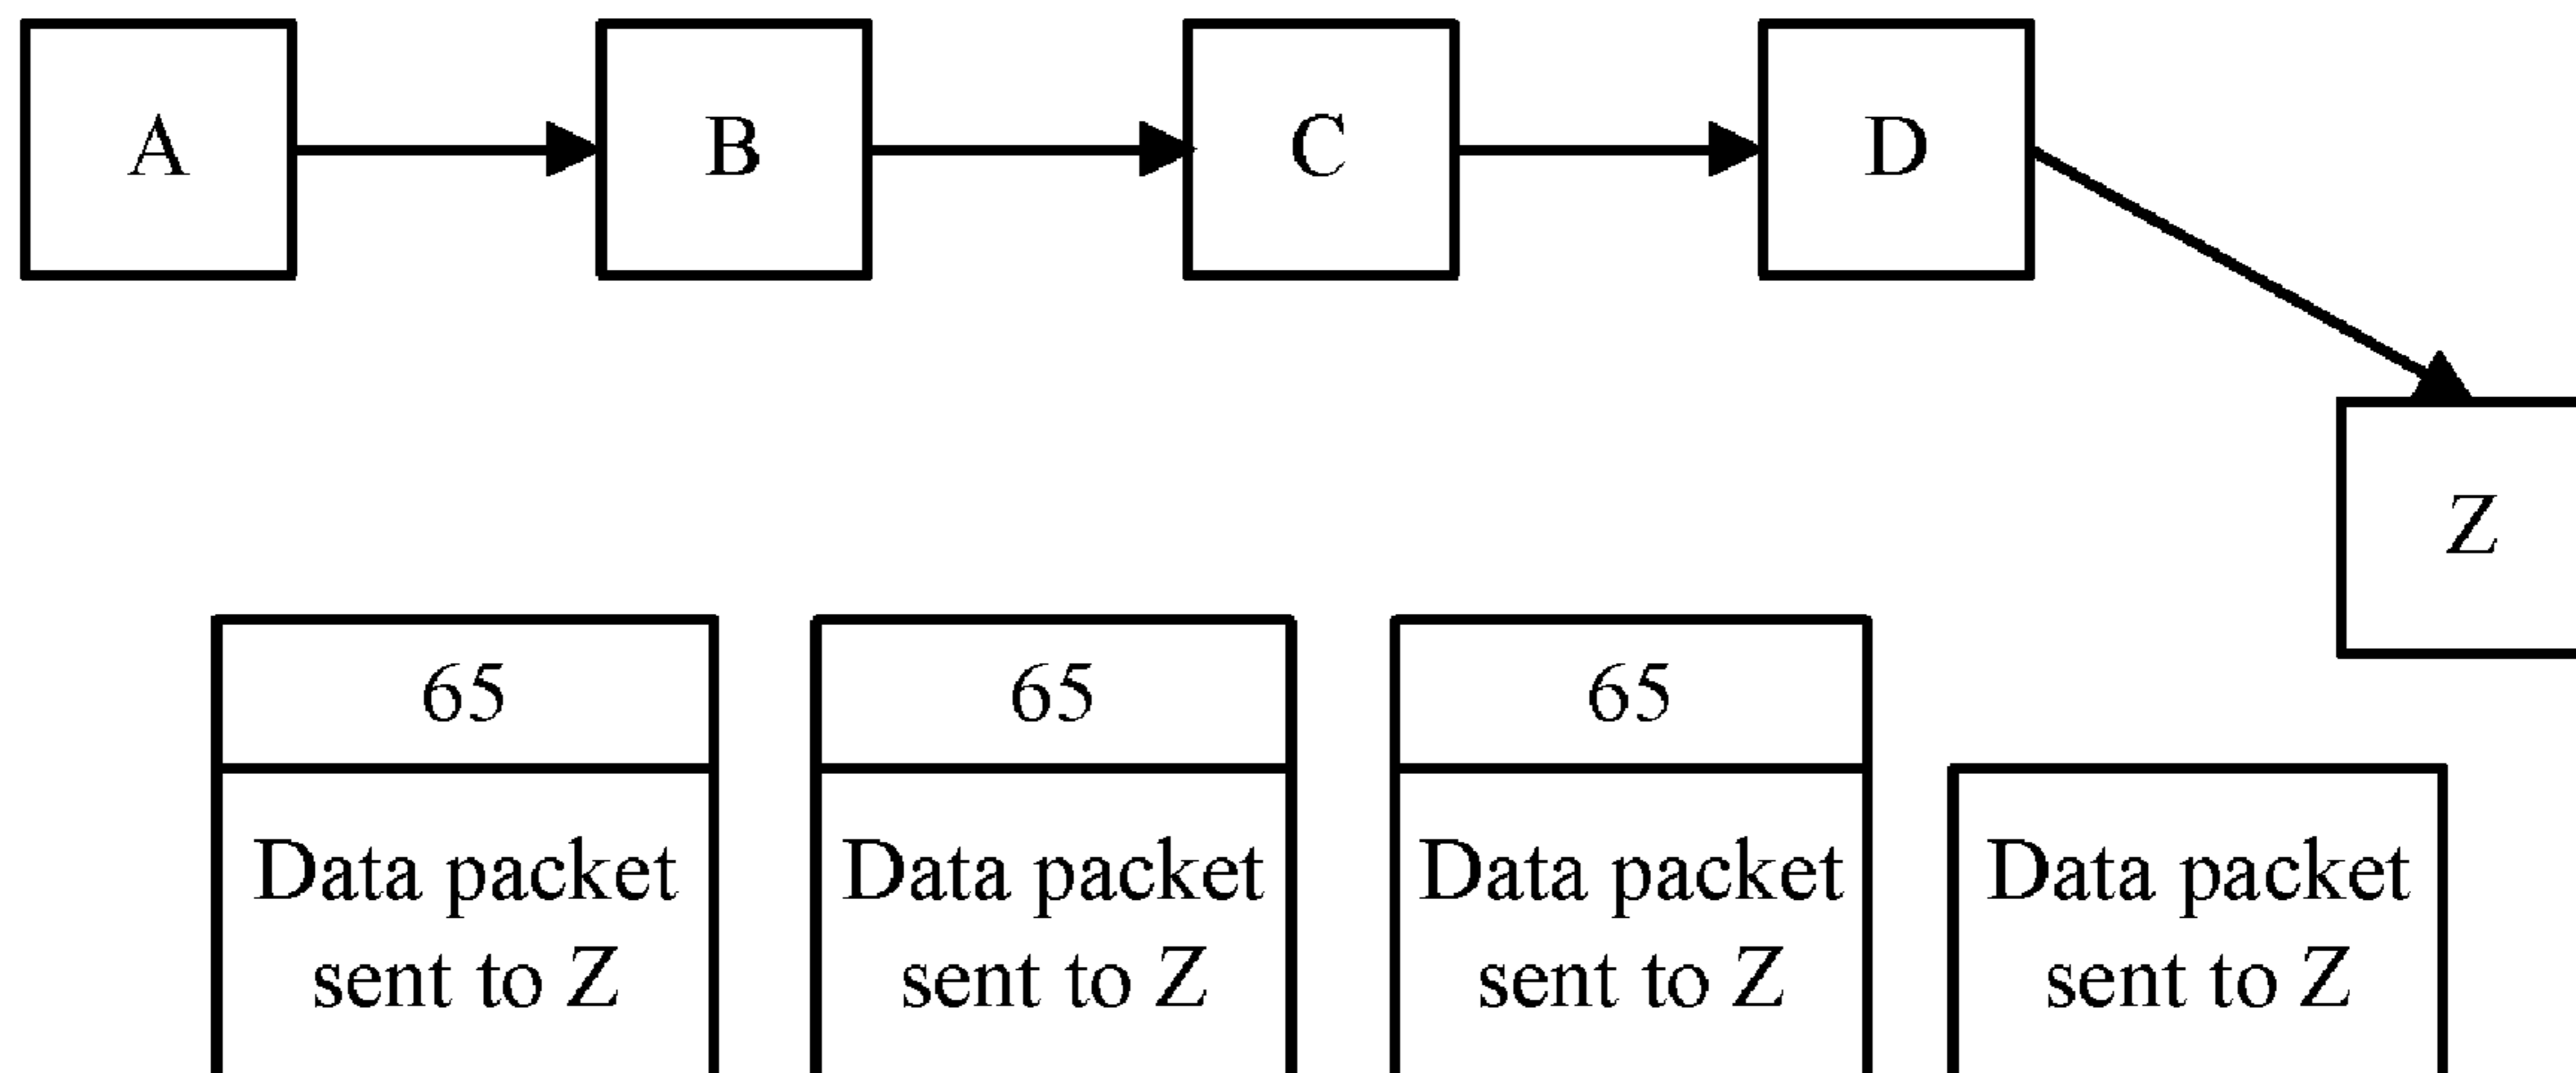 A
B
C
D
Z
65
65
65
Data packet
sent to Z
Data packet
sent to Z
Data packet
sent to Z
Data packet
sent to Z